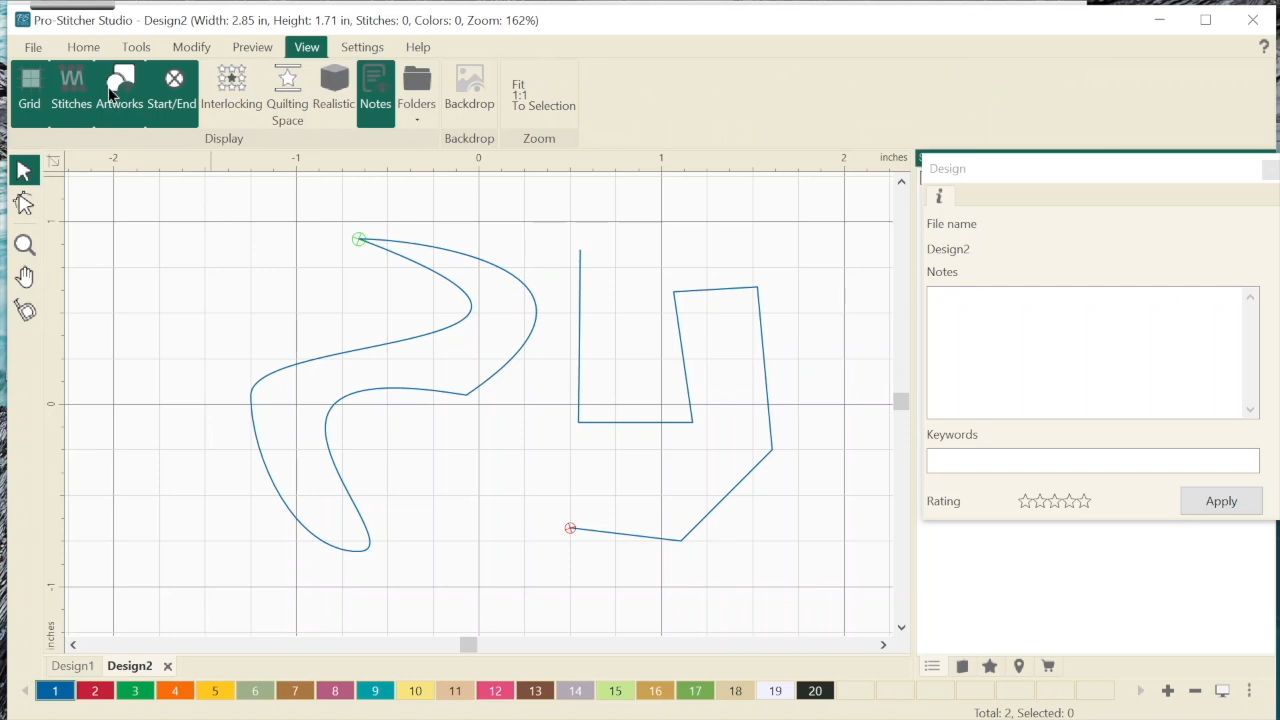 Pro-Stitcher Studio - Design2 (Width: 2.85 in, Height: 1.71 in, Stitches: 0, Colors: 0, Zoom: 162%)
File Home Tools Modify Preview View Settings Help
Grid Stitches Artworks Start/End Interlocking Quilting Space Realistic Notes Folders Backdrop Fit 1:1 To Selection
Display Backdrop Zoom
-2 -1 0 1 2 inches
Design
1
File name
Design2
Notes
0
Keywords
Rating Apply
-1
inches
Design1 Design2
1 2 3 4 5 6 7 8 9 10 11 12 13 14 15 16 17 18 19 20
Total: 2, Selected: 0